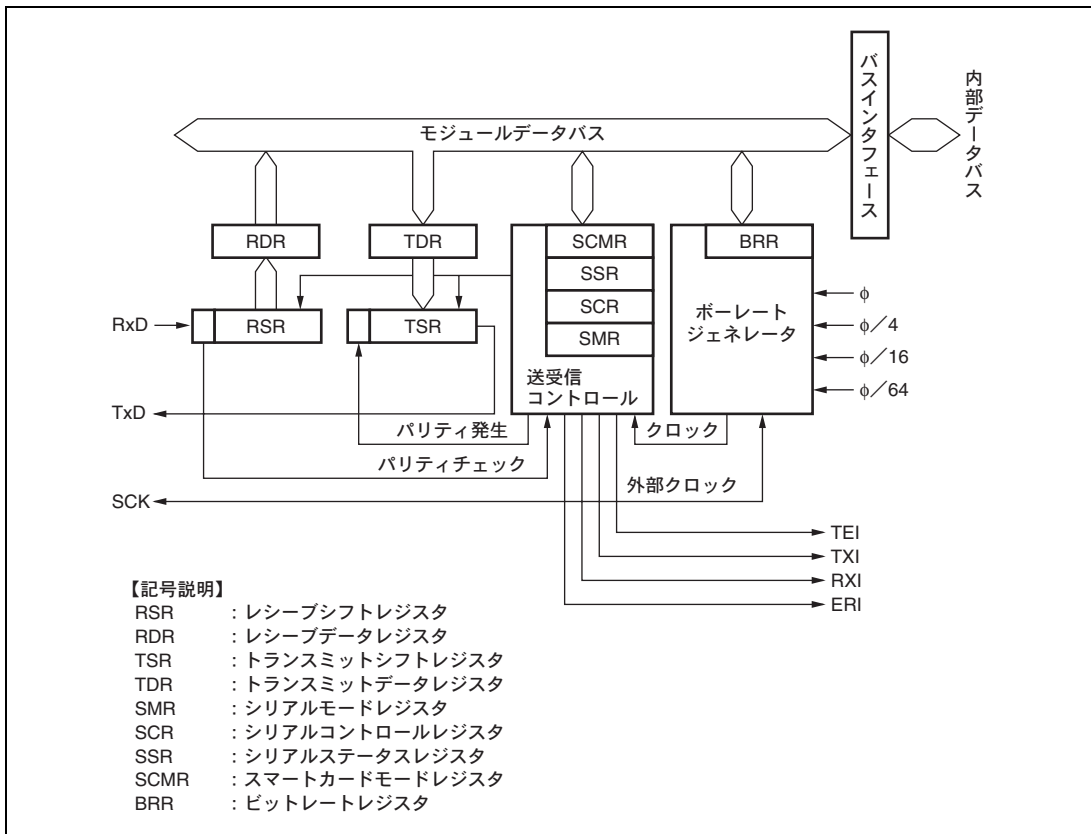 モジュールデータバス
バスインタフェース
内部データバス
RDR
TDR
SCMR
SSR
SCR
SMR
BRR
RxD
RSR
TSR
送受信
コントロール
ボーレート
ジェネレータ
φ
φ／4
φ／16
φ／64
TxD
パリティ発生
パリティチェック
クロック
SCK
外部クロック
TEI
TXI
RXI
ERI
【記号説明】
RSR ：レシーブシフトレジスタ
RDR ：レシーブデータレジスタ
TSR ：トランスミットシフトレジスタ
TDR ：トランスミットデータレジスタ
SMR ：シリアルモードレジスタ
SCR ：シリアルコントロールレジスタ
SSR ：シリアルステータスレジスタ
SCMR ：スマートカードモードレジスタ
BRR ：ビットレートレジスタ